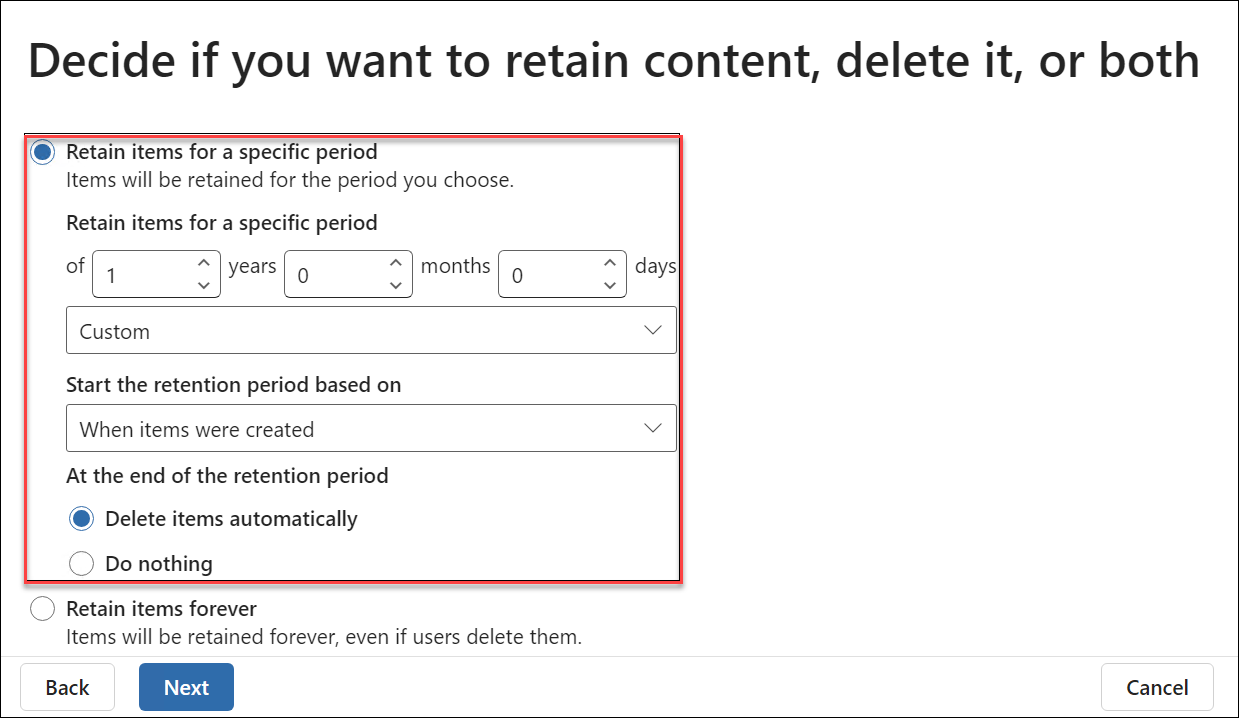 Decide if you want to retain content, delete it, or both
Retain items for a specific period
Items will be retained for the period you choose.
Retain items for a specific period
of 1 years 0 months 0 days
Custom
Start the retention period based on
When items were created
At the end of the retention period
Delete items automatically
Do nothing
Retain items forever
Items will be retained forever, even if users delete them.
Back Next Cancel